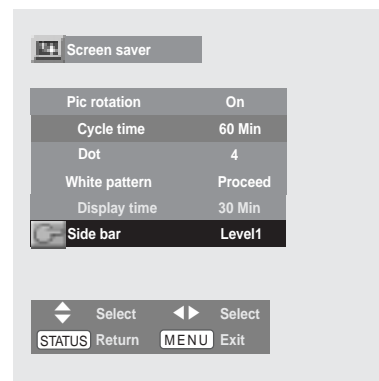 Screen saver
Pic rotation On
Cycle time 60 Min
Dot 4
White pattern Proceed
Display time 30 Min
Side bar Level1
Select Select
STATUS Return MENU Exit